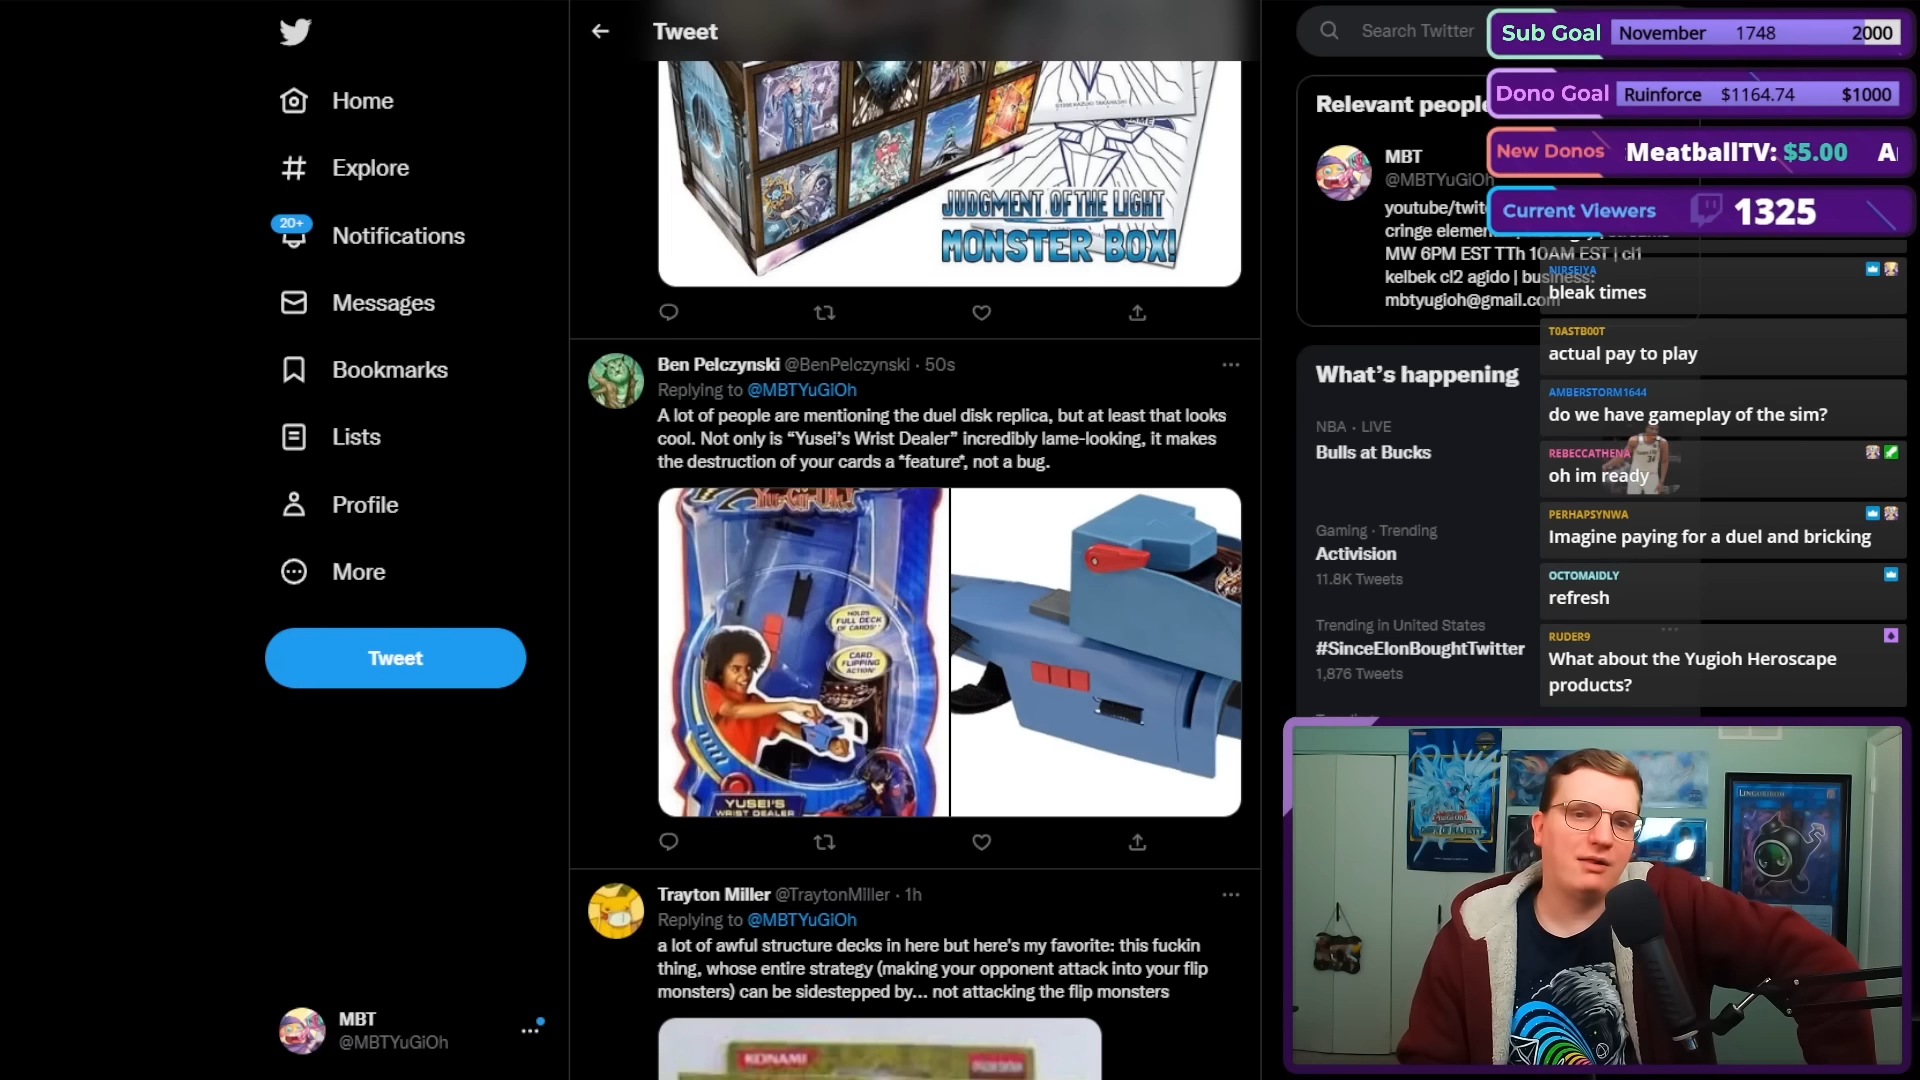 Home
Explore
20+
Notifications
Messages
Bookmarks
Lists
Profile
More
Tweet
MBT
@MBTYuGiOh
Tweet
JUDGMENT OF THE LIGHT
MONSTER BOX!
Ben Pelczynski @BenPelczynski · 50s
Replying to @MBTYuGiOh
A lot of people are mentioning the duel disk replica, but at least that looks
cool. Not only is “Yusei’s Wrist Dealer” incredibly lame-looking, it makes
the destruction of your cards a *feature*, not a bug.
Yu-Gi-Oh!
HOLDS
FULL DECK
OF CARDS!
CARD
FLIPPING
ACTION!
YUSEI'S
WRIST DEALER
Trayton Miller @TraytonMiller · 1h
Replying to @MBTYuGiOh
a lot of awful structure decks in here but here's my favorite: this fuckin
thing, whose entire strategy (making your opponent attack into your flip
monsters) can be sidestepped by... not attacking the flip monsters
KONAMI
Search Twitter
Relevant people
MBT
@MBTYuGiOh
youtube/twit
cringe elemen
MW 6PM EST TTh 10AM EST | cl1
kelbek cl2 agido | business:
mbtyugioh@gmail.com
What’s happening
NBA · LIVE
Bulls at Bucks
Gaming · Trending
Activision
11.8K Tweets
Trending in United States
#SinceElonBoughtTwitter
1,876 Tweets
Sub Goal November 1748 2000
Dono Goal Ruinforce $1164.74 $1000
New Donos MeatballTV: $5.00
Current Viewers 1325
NIRSEIYA
bleak times
T0ASTB00T
actual pay to play
AMBERSTORM1644
do we have gameplay of the sim?
REBECCATHENA
oh im ready
PERHAPSYNWA
Imagine paying for a duel and bricking
OCTOMAIDLY
refresh
RUDER9
What about the Yugioh Heroscape
products?
DAWN OF MAJESTY
LINKURIBOH